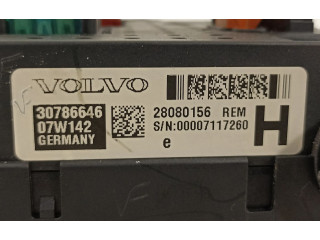 VOLVO
30786646
07W142
GERMANY
28080156 REM
S/N:00007117260
e
H